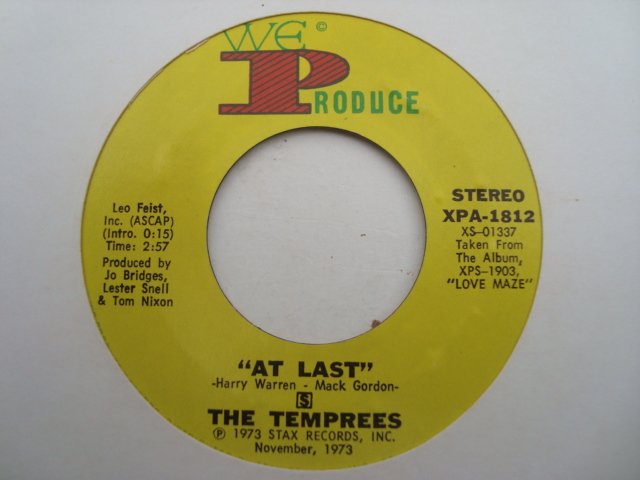 WE ©
PRODUCE
Leo Feist,
Inc. (ASCAP)
(Intro. 0:15)
Time: 2:57
Produced by
Jo Bridges,
Lester Snell
& Tom Nixon
STEREO
XPA-1812
XS-01337
Taken From
The Album,
XPS-1903,
"LOVE MAZE"
"AT LAST"
-Harry Warren - Mack Gordon-
S
THE TEMPREES
℗ 1973 STAX RECORDS, INC.
November, 1973